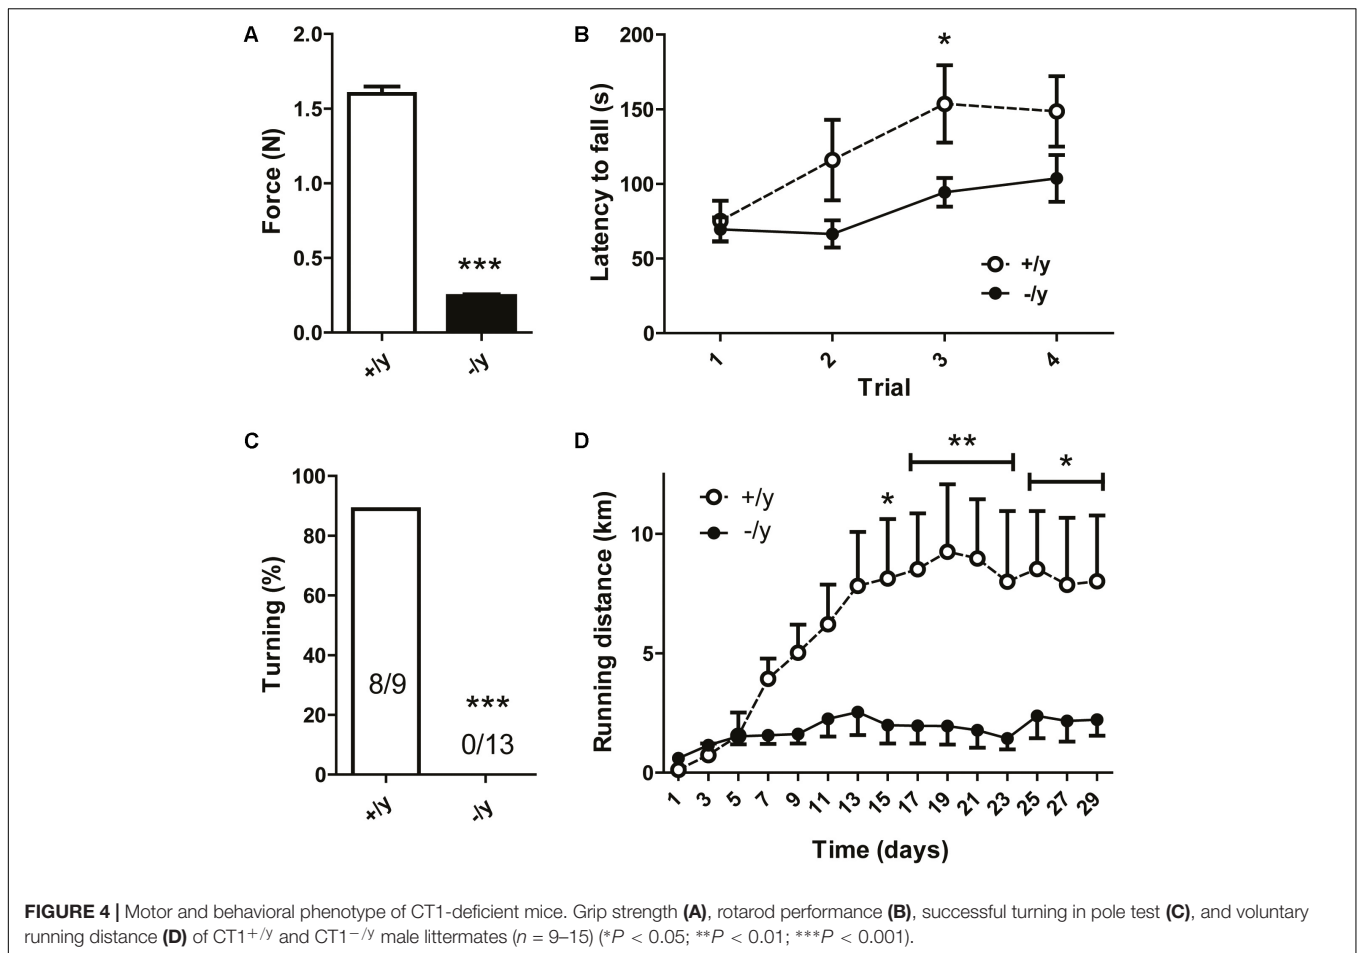 A
2.0
1.5
1.0
0.5
0.0
Force (N)
***
+/y
-/y
B
200
150
100
50
0
Latency to fall (s)
*
+/y
-/y
1
2
3
4
Trial
C
100
80
60
40
20
0
Turning (%)
8/9
***
0/13
+/y
-/y
D
10
5
0
Running distance (km)
+/y
-/y
*
**
*
1
3
5
7
9
11
13
15
17
19
21
23
25
27
29
Time (days)
FIGURE 4 | Motor and behavioral phenotype of CT1-deficient mice. Grip strength (A), rotarod performance (B), successful turning in pole test (C), and voluntary
running distance (D) of CT1+/y and CT1−/y male littermates (n = 9–15) (*P < 0.05; **P < 0.01; ***P < 0.001).